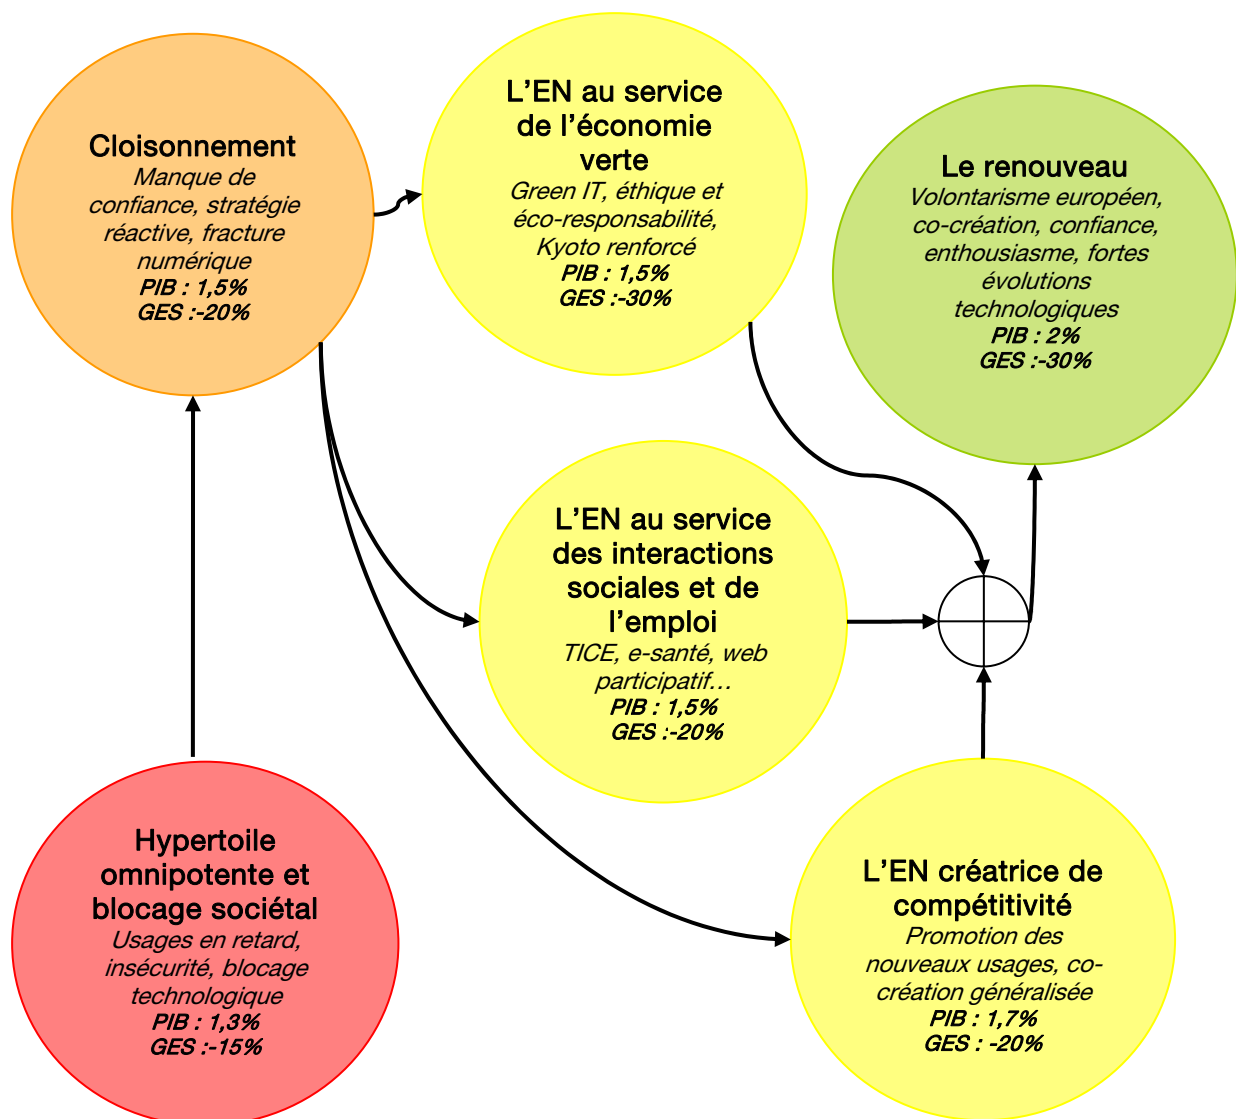 Cloisonnement
Manque de
confiance, stratégie
réactive, fracture
numérique
PIB : 1,5%
GES :-20%
L’EN au service
de l’économie
verte
Green IT, éthique et
éco-responsabilité,
Kyoto renforcé
PIB : 1,5%
GES :-30%
Le renouveau
Volontarisme européen,
co-création, confiance,
enthousiasme, fortes
évolutions
technologiques
PIB : 2%
GES :-30%
L’EN au service
des interactions
sociales et de
l’emploi
TICE, e-santé, web
participatif…
PIB : 1,5%
GES :-20%
Hypertoile
omnipotente et
blocage sociétal
Usages en retard,
insécurité, blocage
technologique
PIB : 1,3%
GES :-15%
L’EN créatrice de
compétitivité
Promotion des
nouveaux usages, co-
création généralisée
PIB : 1,7%
GES : -20%